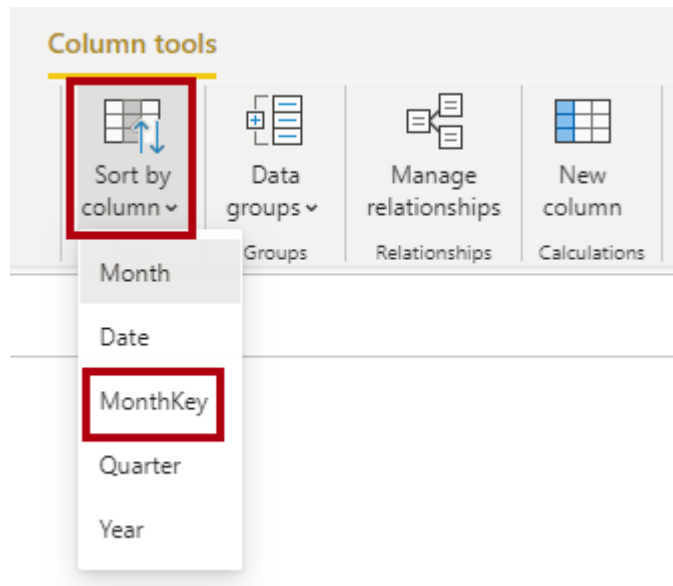 Column tools
Sort by
column
Data
groups
Manage
relationships
New
column
Groups
Relationships
Calculations
Month
Date
MonthKey
Quarter
Year